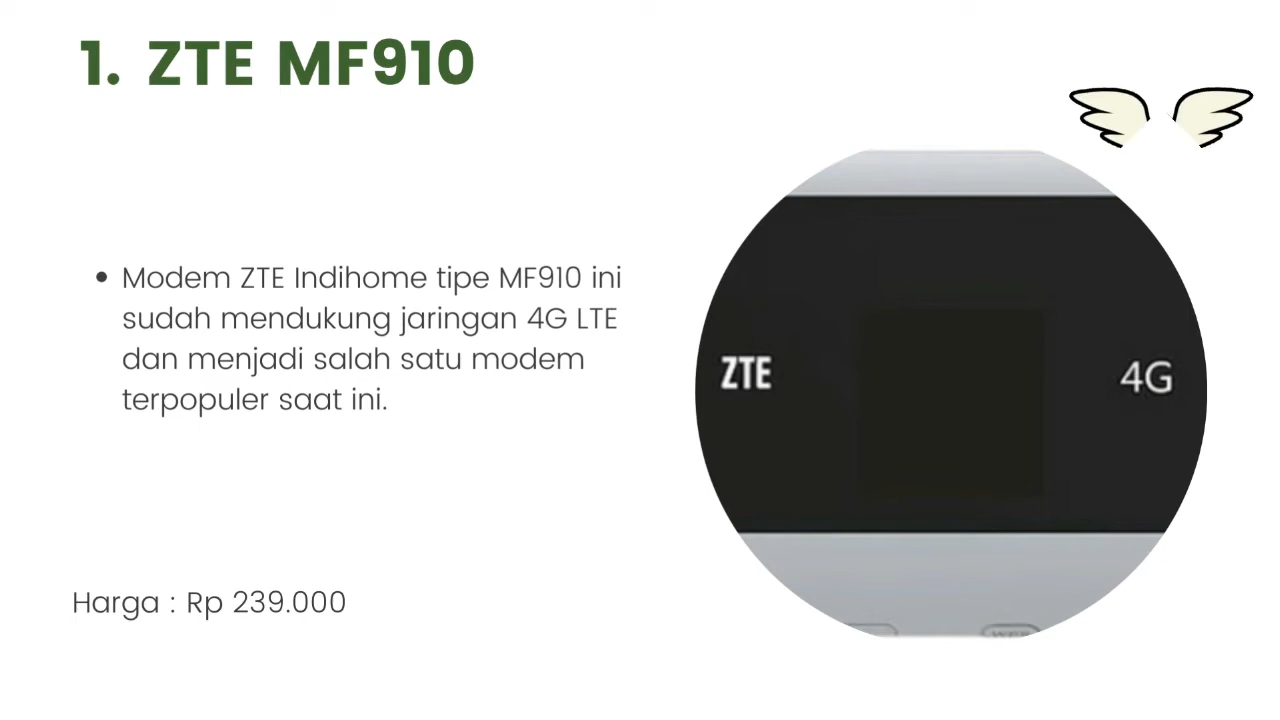 1. ZTE MF910
Modem ZTE Indihome tipe MF910 ini
sudah mendukung jaringan 4G LTE
dan menjadi salah satu modem
terpopuler saat ini.
ZTE
4G
Harga : Rp 239.000